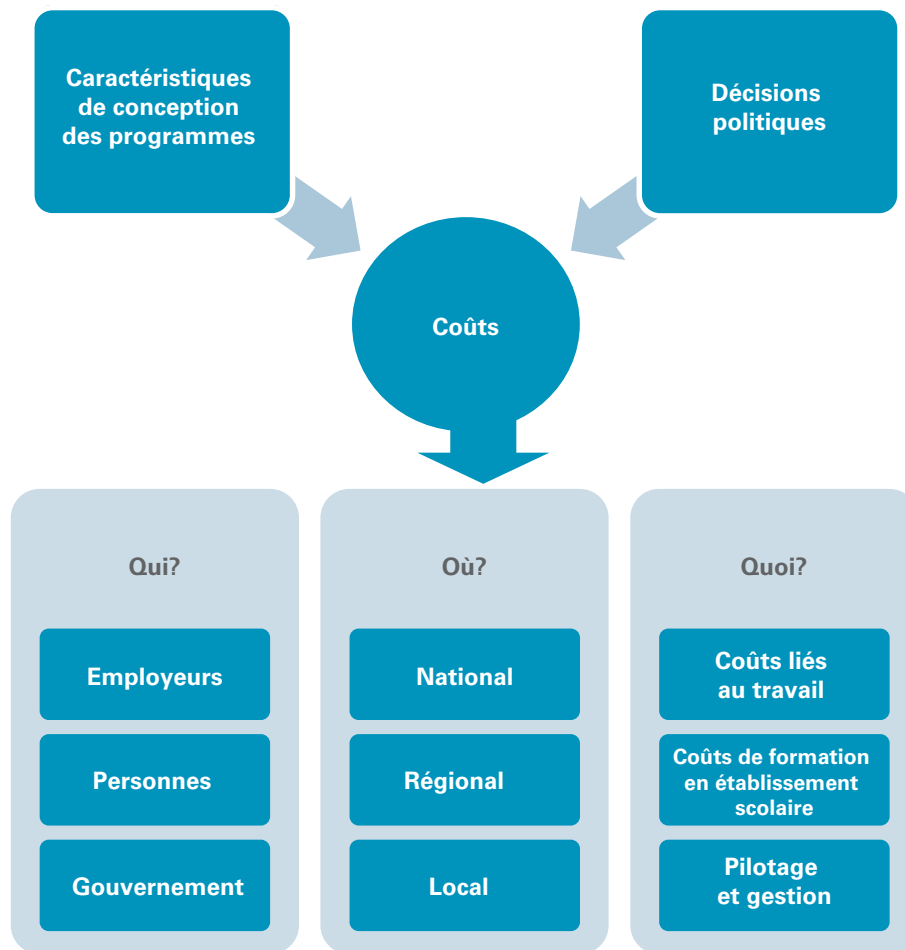 Caractéristiques
de conception
des programmes
Décisions
politiques
Coûts
Qui?
Employeurs
Personnes
Gouvernement
Où?
National
Régional
Local
Quoi?
Coûts liés
au travail
Coûts de formation
en établissement
scolaire
Pilotage
et gestion